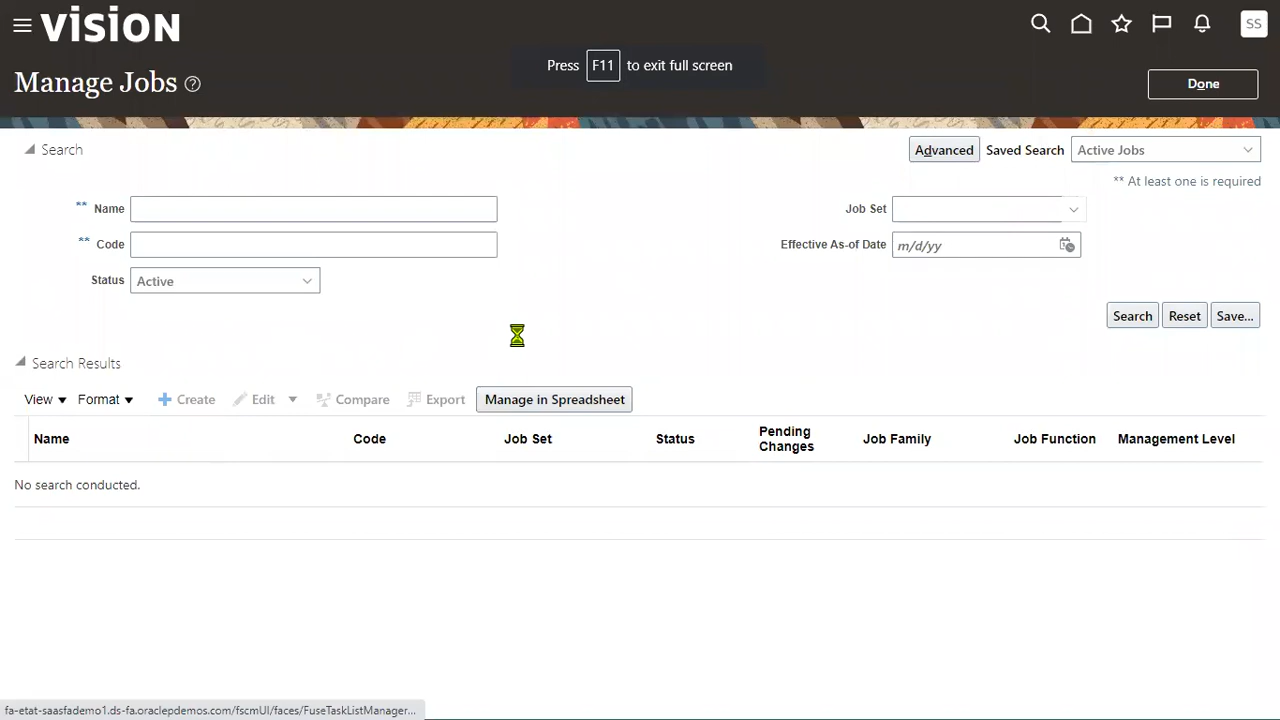 VISION
SS
Press F11 to exit full screen
Manage Jobs
Done
Search
Advanced Saved Search Active Jobs
** At least one is required
** Name
Job Set
** Code
Effective As-of Date m/d/yy
Status Active
Search Reset Save...
Search Results
View Format Create Edit Compare Export Manage in Spreadsheet
Name Code Job Set Status Pending Changes Job Family Job Function Management Level
No search conducted.
fa-etat-saasfademo1.ds-fa.oraclepdemos.com/fscmUI/faces/FuseTaskListManager...